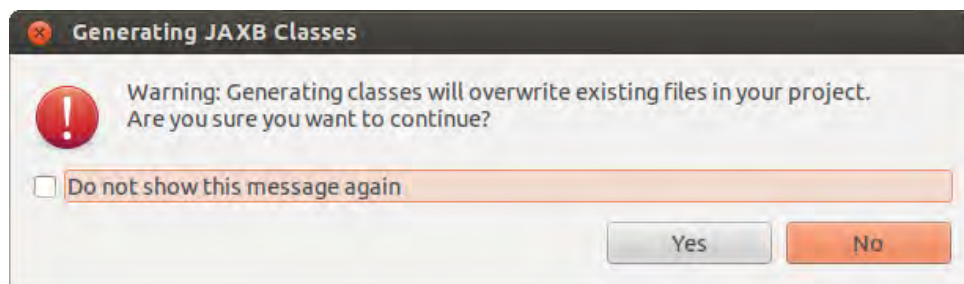 Generating JAXB Classes
Warning: Generating classes will overwrite existing files in your project.
Are you sure you want to continue?
Do not show this message again
Yes No